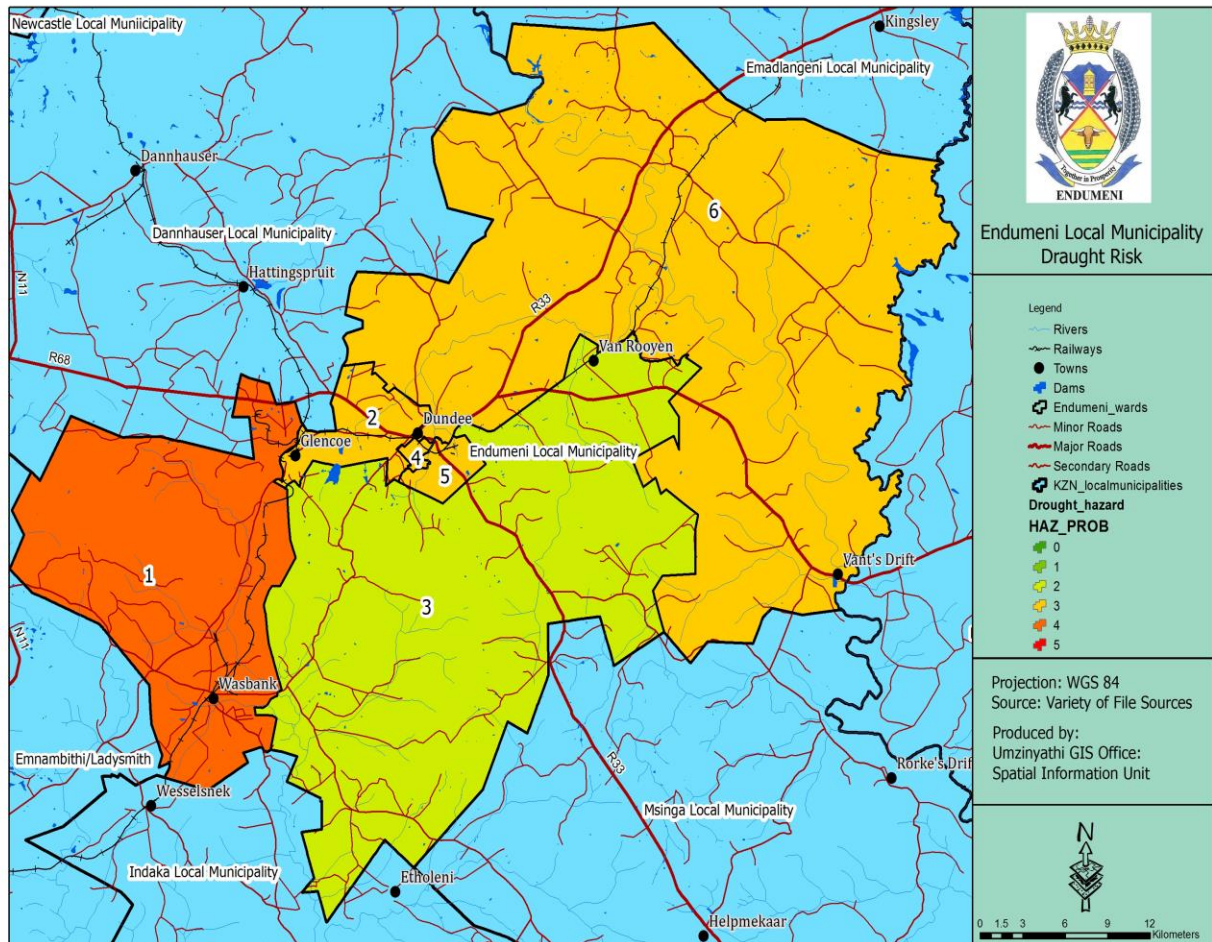 Newcastle Local Muniicipality
Kingsley
Emadlangeni Local Municipality
Dannhauser
6
Dannhauser Local Municipality
Hattingspruit
N11
R33
R68
Van Rooyen
2
Dundee
Glencoe
4
Endumeni Local Municipality
5
Vant's Drift
1
3
N11
Wasbank
Emnambithi/Ladysmith
R33
Rorke's Drif
Wesselsnek
Msinga Local Municipality
Indaka Local Municipality
Etholeni
Helpmekaar
Together in Prosperity
ENDUMENI
Endumeni Local Municipality
Draught Risk
Legend
Rivers
Railways
Towns
Dams
Endumeni_wards
Minor Roads
Major Roads
Secondary Roads
KZN_localmunicipalities
Drought_hazard
HAZ_PROB
0
1
2
3
4
5
Projection: WGS 84
Source: Variety of File Sources
Produced by:
Umzinyathi GIS Office:
Spatial Information Unit
N
0 1.5 3 6 9 12
Kilometers